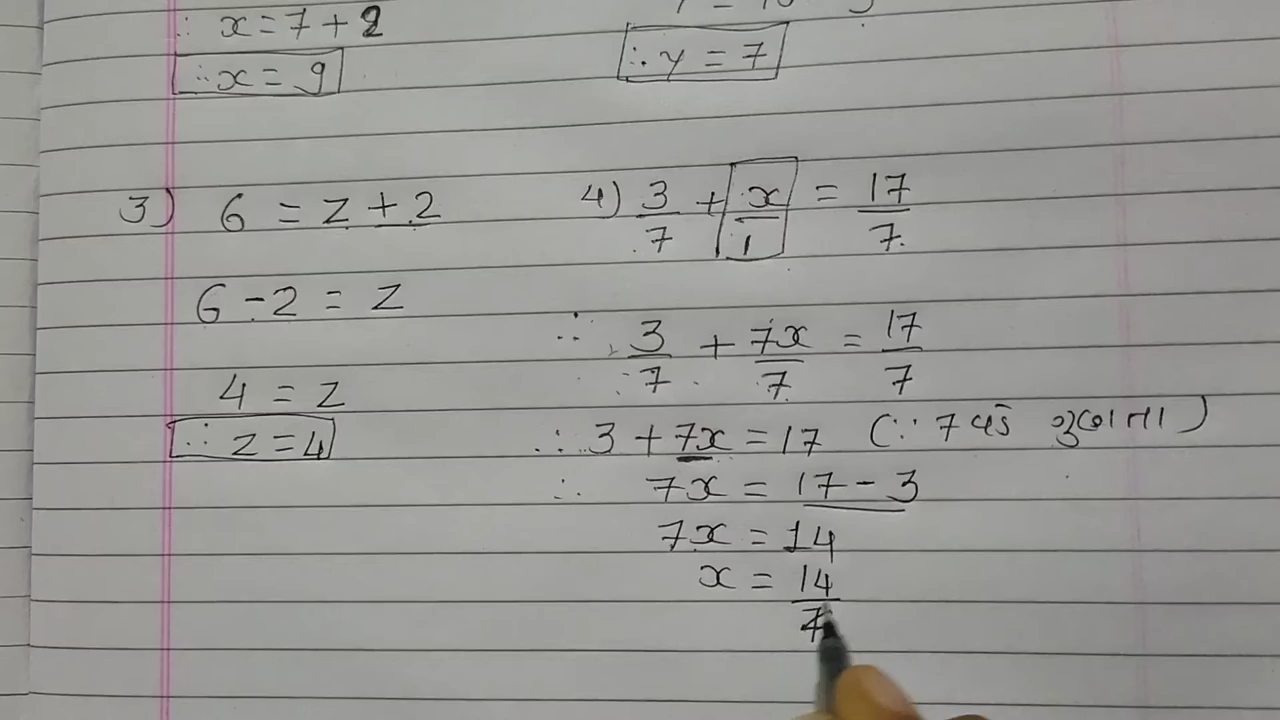 ∴ x = 7 + 2
∴ x = 9
∴ y = 7
3) 6 = z + 2
6 - 2 = z
4 = z
∴ z = 4
4) 3/7 + x/1 = 17/7
∴ 3/7 + 7x/7 = 17/7
∴ 3 + 7x = 17 (∵ 7 વડે ગુણતા)
∴ 7x = 17 - 3
7x = 14
x = 14/7